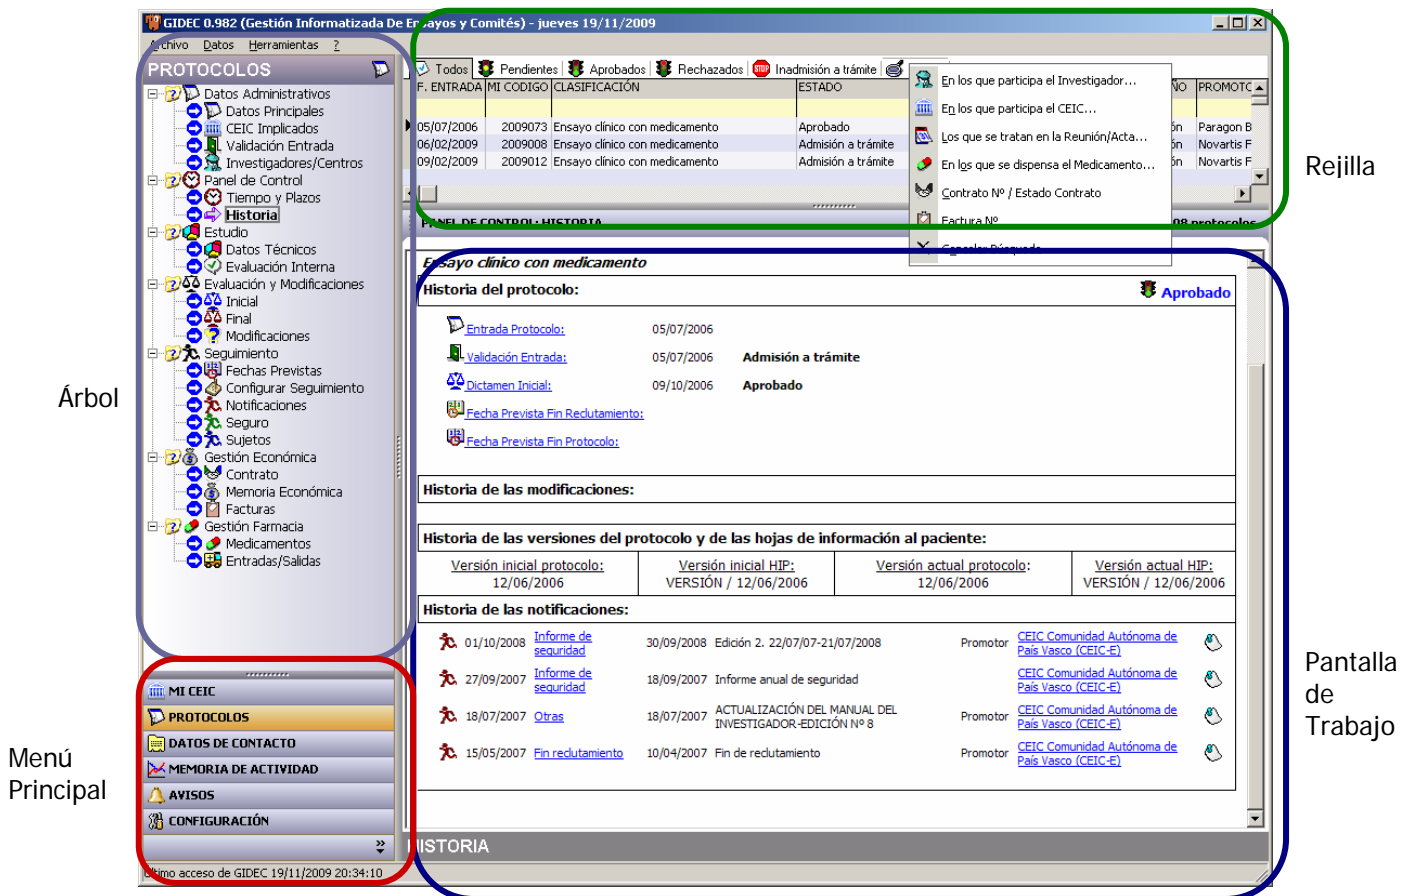 GIDEC 0.982 (Gestión Informatizada De Ensayos y Comités) - jueves 19/11/2009
Archivo Datos Herramientas ?
PROTOCOLOS
Datos Administrativos
Datos Principales
CEIC Implicados
Validación Entrada
Investigadores/Centros
Panel de Control
Tiempo y Plazos
Historia
Estudio
Datos Técnicos
Evaluación Interna
Evaluación y Modificaciones
Inicial
Final
Modificaciones
Seguimiento
Fechas Previstas
Configurar Seguimiento
Notificaciones
Seguro
Sujetos
Gestión Económica
Contrato
Memoria Económica
Facturas
Gestión Farmacia
Medicamentos
Entradas/Salidas
Árbol
MI CEIC
PROTOCOLOS
DATOS DE CONTACTO
MEMORIA DE ACTIVIDAD
AVISOS
CONFIGURACIÓN
Menú
Principal
Último acceso de GIDEC 19/11/2009 20:34:10
Todos Pendientes Aprobados Rechazados STOP Inadmisión a trámite
F. ENTRADA MI CODIGO CLASIFICACIÓN ESTADO ÑO PROMOTO
05/07/2006 2009073 Ensayo clínico con medicamento Aprobado ón Paragon B
06/02/2009 2009008 Ensayo clínico con medicamento Admisión a trámite ón Novartis F
09/02/2009 2009012 Ensayo clínico con medicamento Admisión a trámite ón Novartis F
En los que participa el Investigador...
En los que participa el CEIC...
Los que se tratan en la Reunión/Acta...
En los que se dispensa el Medicamento...
Contrato Nº / Estado Contrato
Factura Nº
Cancelar Búsqueda
Rejilla
PANEL DE CONTROL: HISTORIA 08 protocolos
Ensayo clínico con medicamento
Historia del protocolo: Aprobado
Entrada Protocolo: 05/07/2006
Validación Entrada: 05/07/2006 Admisión a trámite
Dictamen Inicial: 09/10/2006 Aprobado
Fecha Prevista Fin Reclutamiento:
Fecha Prevista Fin Protocolo:
Historia de las modificaciones:
Historia de las versiones del protocolo y de las hojas de información al paciente:
Versión inicial protocolo: Versión inicial HIP: Versión actual protocolo: Versión actual HIP:
12/06/2006 VERSIÓN / 12/06/2006 12/06/2006 VERSIÓN / 12/06/2006
Historia de las notificaciones:
01/10/2008 Informe de seguridad 30/09/2008 Edición 2. 22/07/07-21/07/2008 Promotor CEIC Comunidad Autónoma de País Vasco (CEIC-E)
27/09/2007 Informe de seguridad 18/09/2007 Informe anual de seguridad CEIC Comunidad Autónoma de País Vasco (CEIC-E)
18/07/2007 Otras 18/07/2007 ACTUALIZACIÓN DEL MANUAL DEL INVESTIGADOR-EDICIÓN Nº 8 Promotor CEIC Comunidad Autónoma de País Vasco (CEIC-E)
15/05/2007 Fin reclutamiento 10/04/2007 Fin de reclutamiento Promotor CEIC Comunidad Autónoma de País Vasco (CEIC-E)
HISTORIA
Pantalla
de
Trabajo